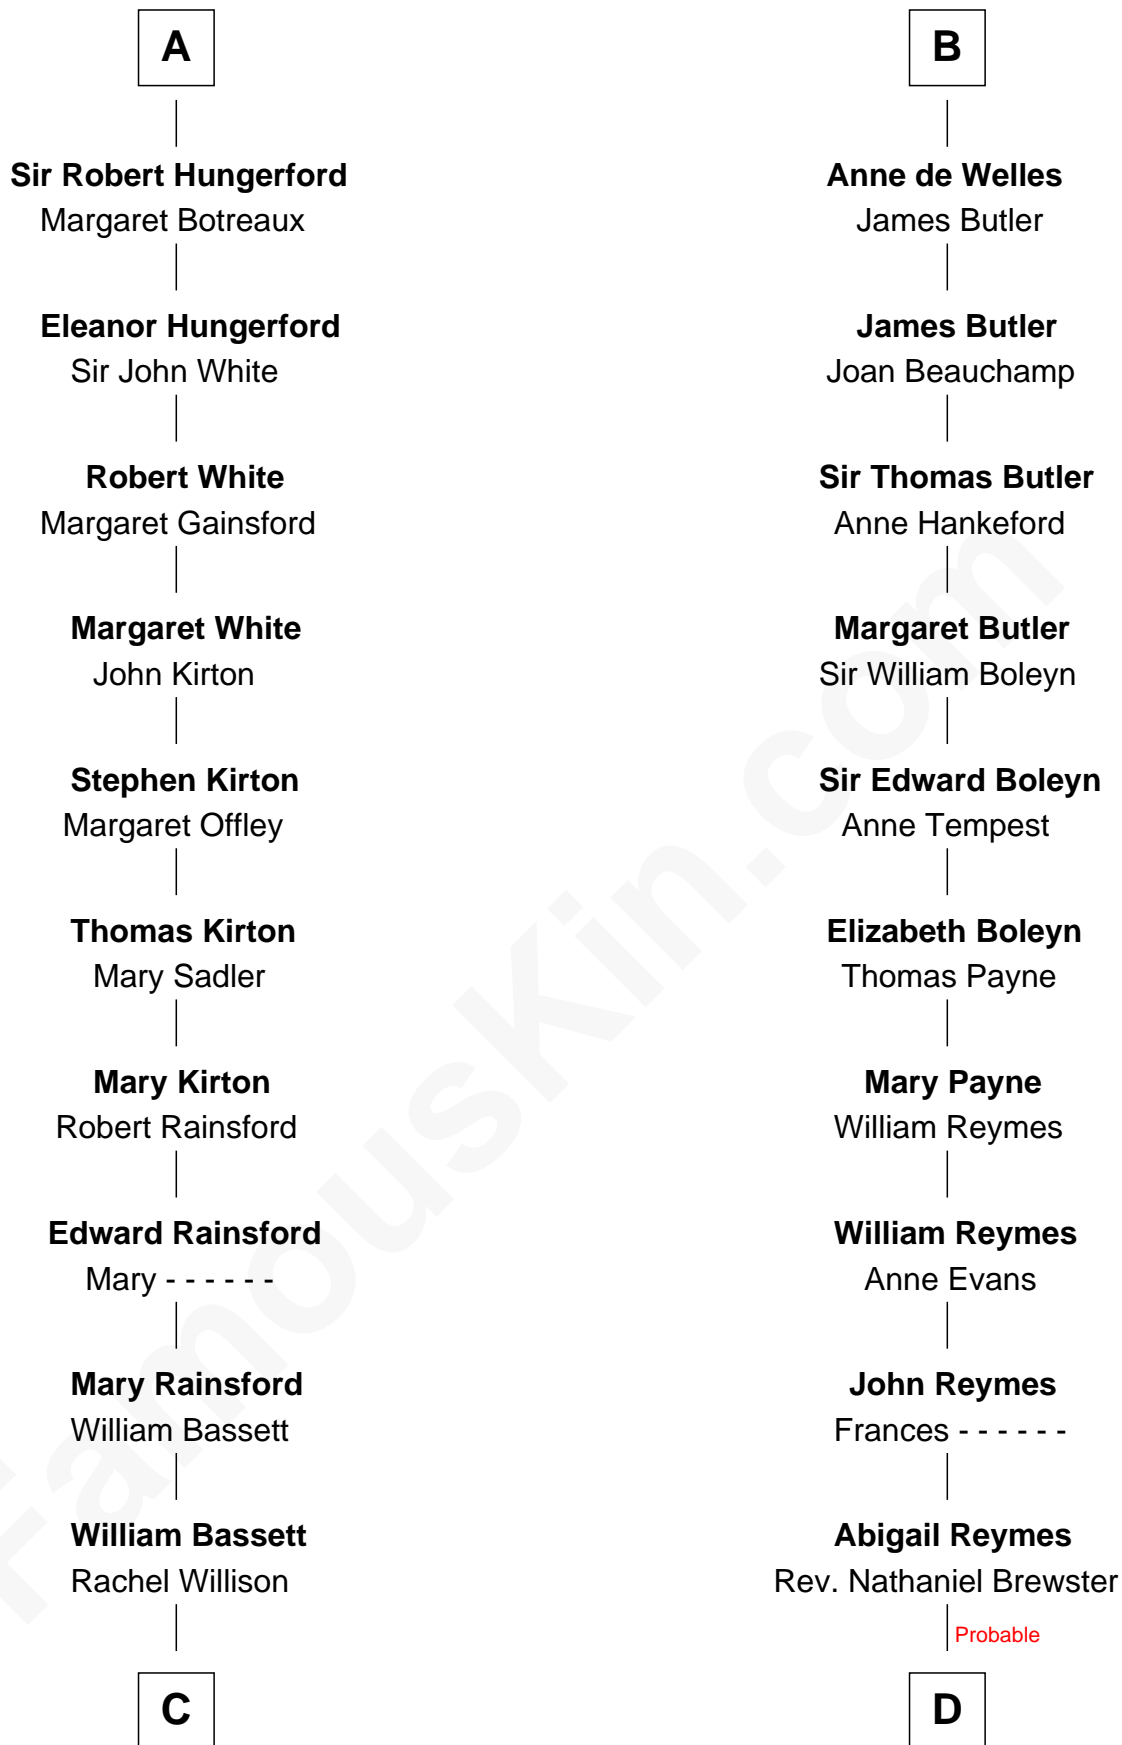 A
Sir Robert Hungerford
Margaret Botreaux
Eleanor Hungerford
Sir John White
Robert White
Margaret Gainsford
Margaret White
John Kirton
Stephen Kirton
Margaret Offley
Thomas Kirton
Mary Sadler
Mary Kirton
Robert Rainsford
Edward Rainsford
Mary - - - - - -
Mary Rainsford
William Bassett
William Bassett
Rachel Willison
C
B
Anne de Welles
James Butler
James Butler
Joan Beauchamp
Sir Thomas Butler
Anne Hankeford
Margaret Butler
Sir William Boleyn
Sir Edward Boleyn
Anne Tempest
Elizabeth Boleyn
Thomas Payne
Mary Payne
William Reymes
William Reymes
Anne Evans
John Reymes
Frances - - - - - -
Abigail Reymes
Rev. Nathaniel Brewster
Probable
D
FamousKin.com